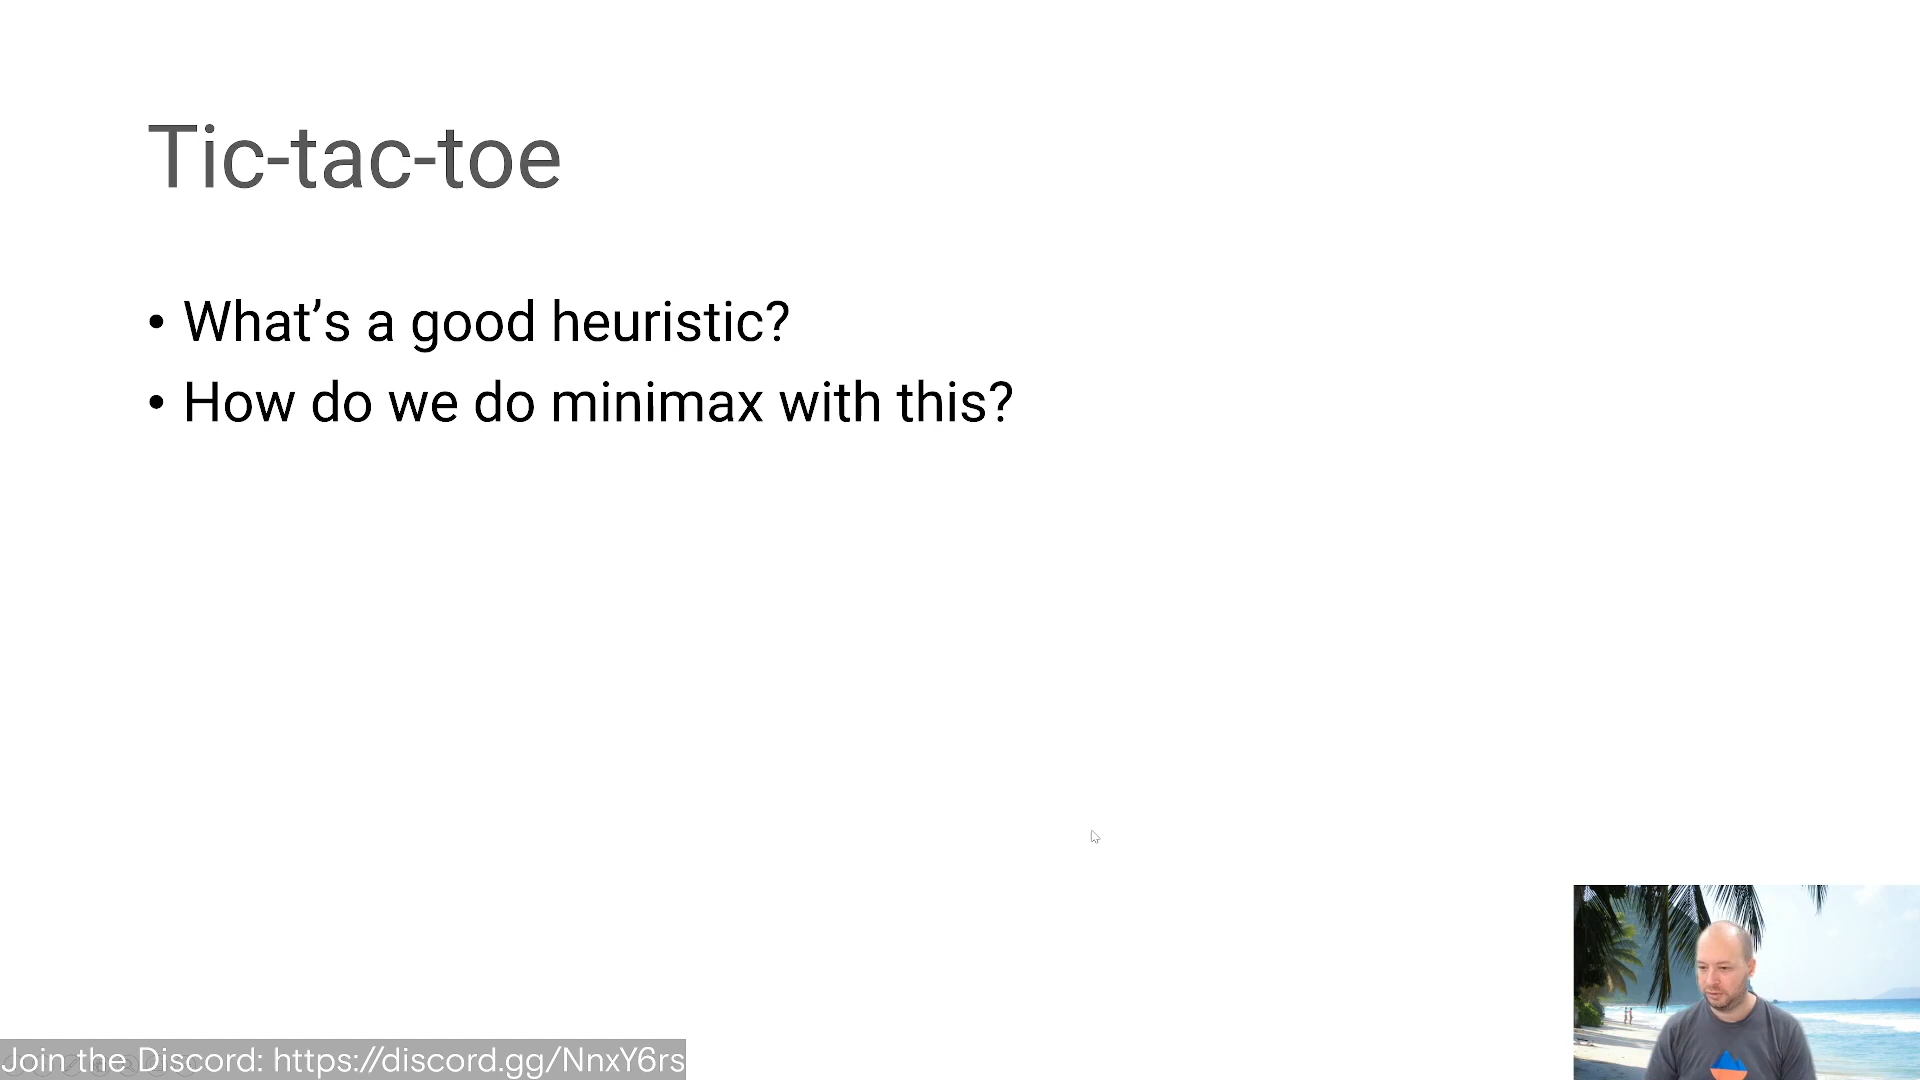 Tic-tac-toe
• What’s a good heuristic?
• How do we do minimax with this?
Join the Discord: https://discord.gg/NnxY6rs